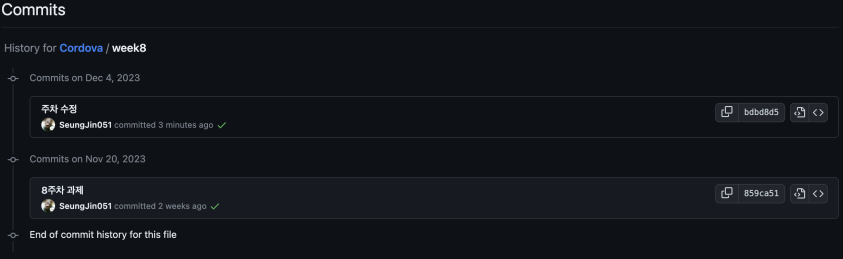 Commits
History for Cordova / week8
Commits on Dec 4, 2023
주차 수정
bdbd8d5
SeungJin051 committed 3 minutes ago
Commits on Nov 20, 2023
8주차 과제
859ca51
SeungJin051 committed 2 weeks ago
End of commit history for this file